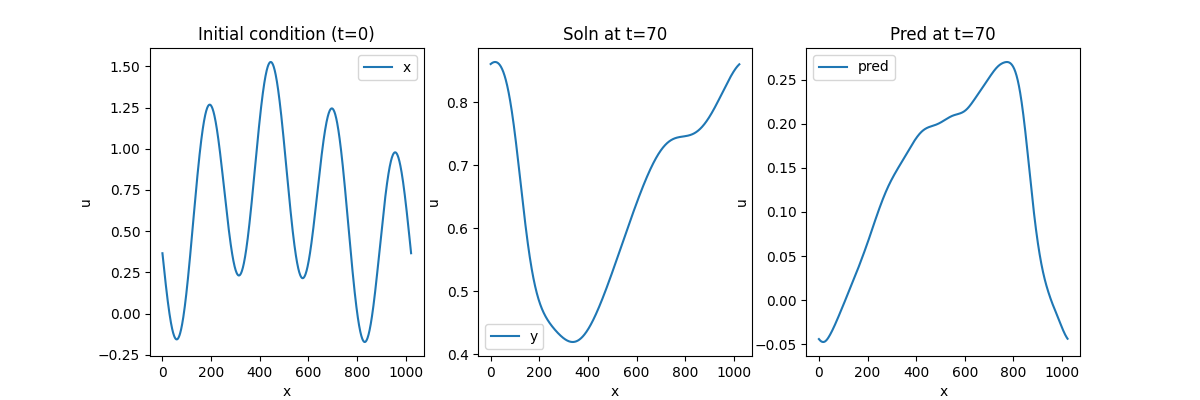 Initial condition (t=0)
x
1.50
1.25
1.00
0.75
0.50
0.25
0.00
−0.25
u
0 200 400 600 800 1000
x
Soln at t=70
y
0.8
0.7
0.6
0.5
0.4
u
0 200 400 600 800 1000
x
Pred at t=70
pred
0.25
0.20
0.15
0.10
0.05
0.00
−0.05
u
0 200 400 600 800 1000
x